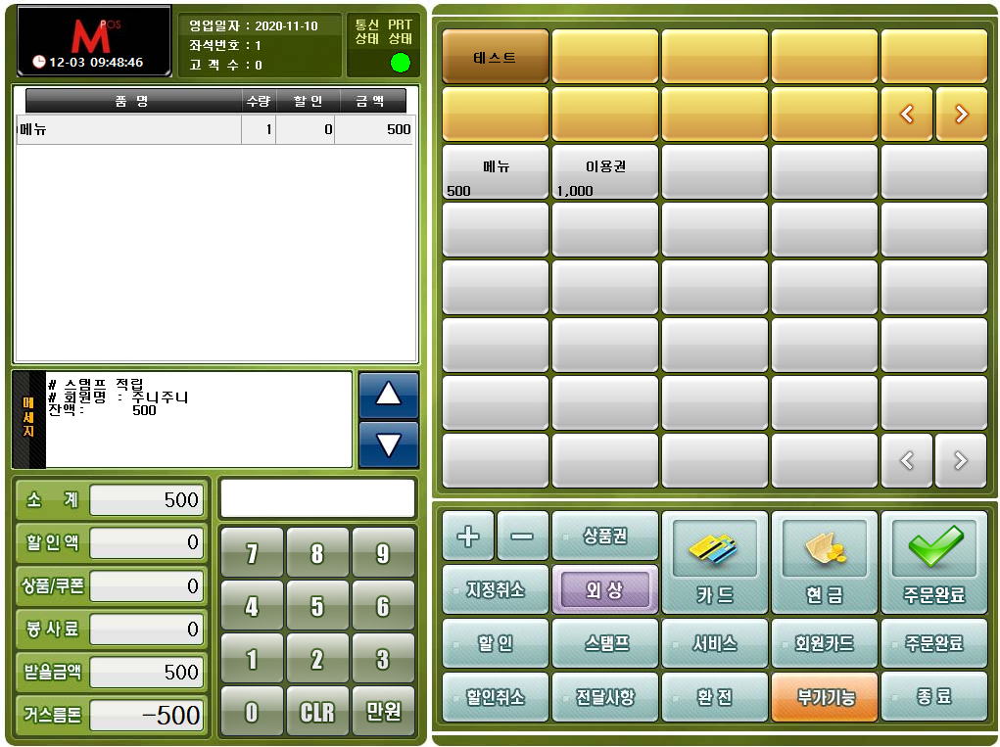 MPOS
12-03 09:48:46
영업일자 : 2020-11-10
좌석번호 : 1
고 객 수 : 0
통신 PRT
상태 상태
품 명 수량 할 인 금 액
메뉴 1 0 500
메세지
# 스탬프 적립
# 회원명 : 주니주니
잔액 : 500
소 계 500
할 인 액 0
상품/쿠폰 0
봉 사 료 0
받을금액 500
거스름돈 -500
7 8 9
4 5 6
1 2 3
0 CLR 만원
테스트
< >
메뉴 이용권
500 1,000
< >
+ − 상품권
지정취소 외 상 카 드 현 금 주문완료
할 인 스탬프 서비스 회원카드 주문완료
할인취소 전달사항 환 전 부가기능 종 료